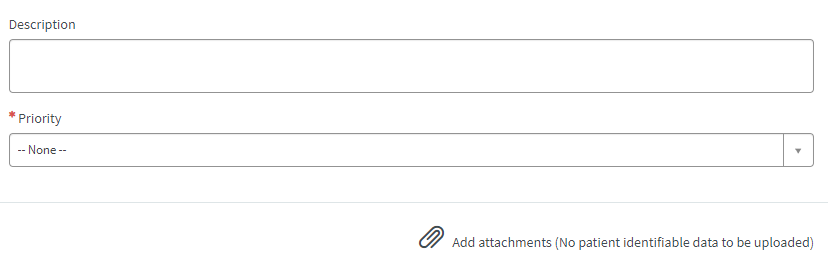 Description
* Priority
-- None --
Add attachments (No patient identifiable data to be uploaded)